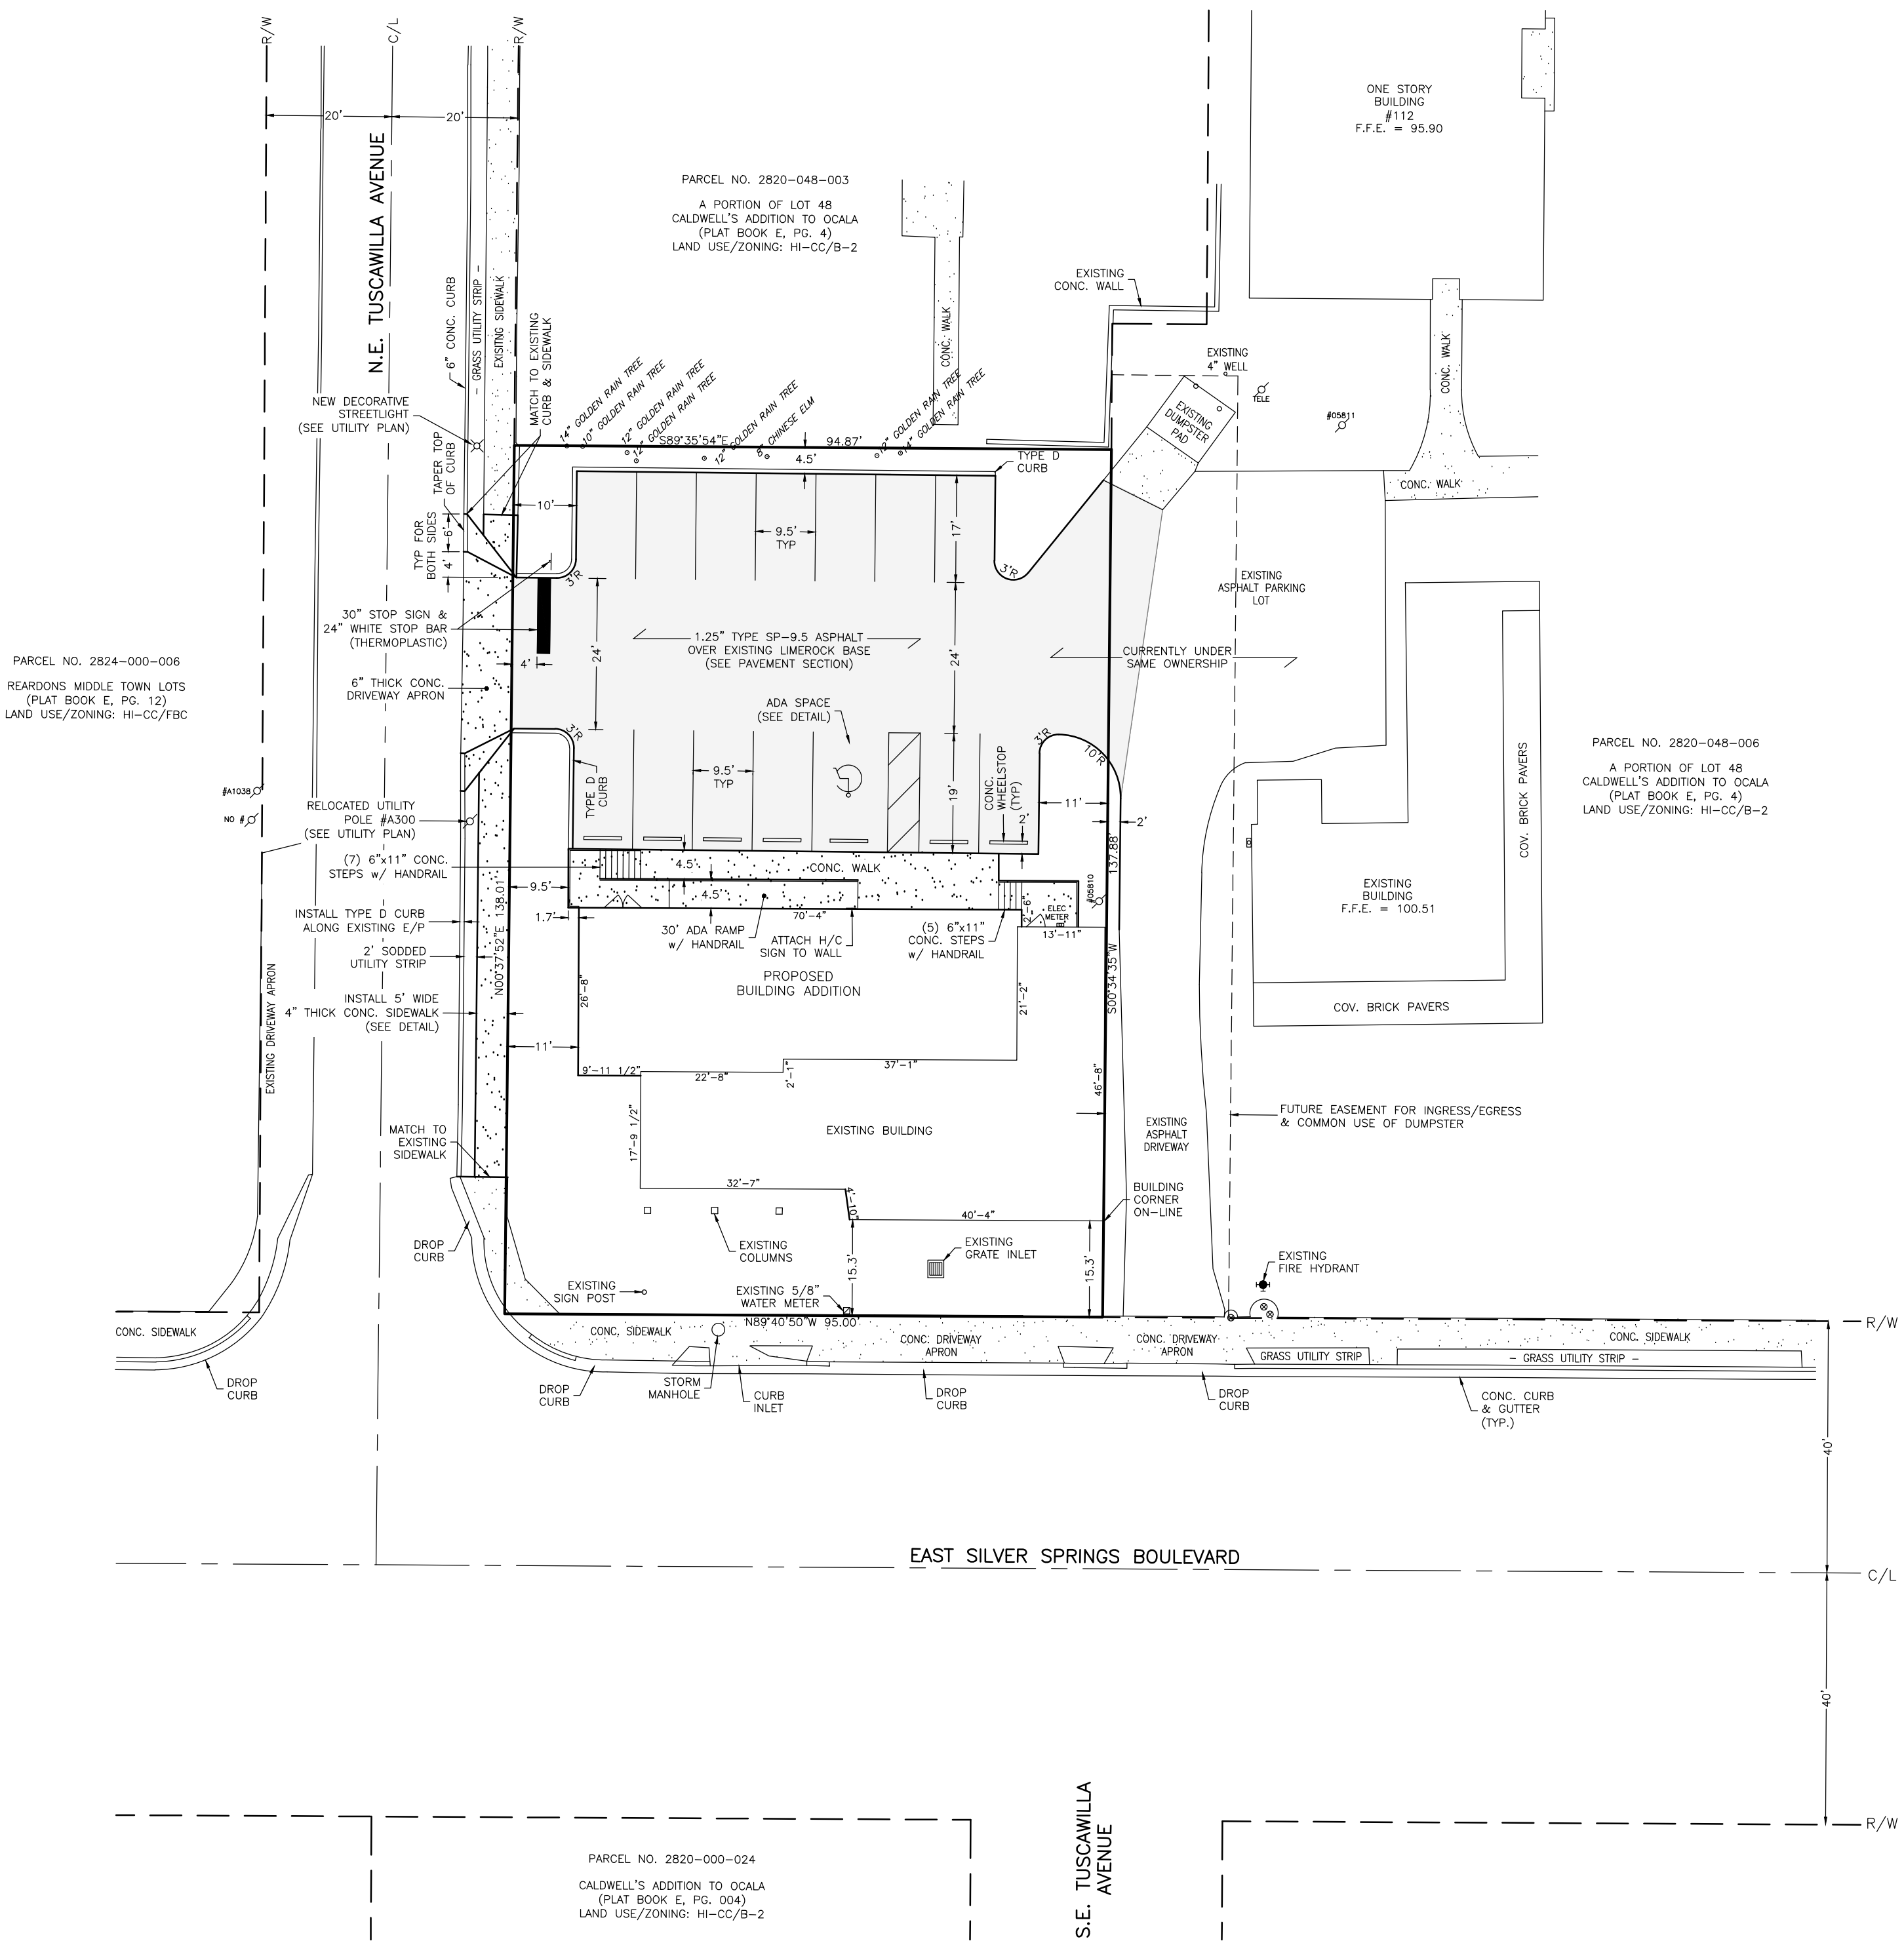 R/W
C/L
R/W
20'
20'
N.E. TUSCAWILLA AVENUE
6" CONC. CURB
- GRASS UTILITY STRIP -
EXISITNG SIDEWALK
MATCH TO EXISTING
CURB & SIDEWALK
PARCEL NO. 2820-048-003
A PORTION OF LOT 48
CALDWELL'S ADDITION TO OCALA
(PLAT BOOK E, PG. 4)
LAND USE/ZONING: HI-CC/B-2
ONE STORY
BUILDING
#112
F.F.E. = 95.90
EXISTING
CONC. WALL
CONC. WALK
CONC. WALK
CONC. WALK
EXISTING
4" WELL
TELE
#05811
EXISTING
DUMPSTER
PAD
NEW DECORATIVE
STREETLIGHT
(SEE UTILITY PLAN)
TAPER TOP
OF CURB
TYP FOR
BOTH SIDES
6'
4'
14" GOLDEN RAIN TREE
10" GOLDEN RAIN TREE
12" GOLDEN RAIN TREE
12" GOLDEN RAIN TREE
12" GOLDEN RAIN TREE
8" CHINESE ELM
12" GOLDEN RAIN TREE
14" GOLDEN RAIN TREE
S89°35'54"E
94.87'
4.5'
TYPE D
CURB
10'
9.5'
TYP
17'
3'R
3'R
30" STOP SIGN &
24" WHITE STOP BAR
(THERMOPLASTIC)
4'
24'
1.25" TYPE SP-9.5 ASPHALT
OVER EXISTING LIMEROCK BASE
(SEE PAVEMENT SECTION)
24'
CURRENTLY UNDER
SAME OWNERSHIP
EXISTING
ASPHALT PARKING
LOT
PARCEL NO. 2824-000-006
REARDONS MIDDLE TOWN LOTS
(PLAT BOOK E, PG. 12)
LAND USE/ZONING: HI-CC/FBC
6" THICK CONC.
DRIVEWAY APRON
ADA SPACE
(SEE DETAIL)
3'R
3'R
10'R
TYPE D
CURB
9.5'
TYP
19'
CONC.
WHEELSTOP
(TYP)
2'
11'
2'
137.88'
PARCEL NO. 2820-048-006
A PORTION OF LOT 48
CALDWELL'S ADDITION TO OCALA
(PLAT BOOK E, PG. 4)
LAND USE/ZONING: HI-CC/B-2
COV. BRICK PAVERS
#A1038
NO #
RELOCATED UTILITY
POLE #A300
(SEE UTILITY PLAN)
(7) 6"x11" CONC.
STEPS w/ HANDRAIL
4.5'
CONC. WALK
4.5'
9.5'
1.7'
70'-4"
INSTALL TYPE D CURB
ALONG EXISTING E/P
30' ADA RAMP
w/ HANDRAIL
ATTACH H/C
SIGN TO WALL
(5) 6"x11"
CONC. STEPS
w/ HANDRAIL
2'-6"
ELEC
METER
13'-11"
#05810
EXISTING
BUILDING
F.F.E. = 100.51
COV. BRICK PAVERS
2' SODDED
UTILITY STRIP
N00°37'52"E 138.01'
PROPOSED
BUILDING ADDITION
26'-8"
21'-2"
S00°34'35"W
INSTALL 5' WIDE
4" THICK CONC. SIDEWALK
(SEE DETAIL)
EXISTING DRIVEWAY APRON
11'
9'-11 1/2"
22'-8"
2'-1"
37'-1"
46'-8"
MATCH TO
EXISTING
SIDEWALK
17'-9 1/2"
EXISTING BUILDING
EXISTING
ASPHALT
DRIVEWAY
FUTURE EASEMENT FOR INGRESS/EGRESS
& COMMON USE OF DUMPSTER
32'-7"
4'-10"
40'-4"
BUILDING
CORNER
ON-LINE
DROP
CURB
EXISTING
COLUMNS
EXISTING
GRATE INLET
15.3'
15.3'
EXISTING
FIRE HYDRANT
EXISTING
SIGN POST
EXISTING 5/8"
WATER METER
N89°40'50"W 95.00'
CONC. SIDEWALK
CONC, SIDEWALK
CONC. DRIVEWAY
APRON
CONC. DRIVEWAY
APRON
GRASS UTILITY STRIP
CONC. SIDEWALK
- GRASS UTILITY STRIP -
R/W
DROP
CURB
DROP
CURB
STORM
MANHOLE
CURB
INLET
DROP
CURB
DROP
CURB
CONC. CURB
& GUTTER
(TYP.)
40'
EAST SILVER SPRINGS BOULEVARD
C/L
40'
R/W
S.E. TUSCAWILLA
AVENUE
PARCEL NO. 2820-000-024
CALDWELL'S ADDITION TO OCALA
(PLAT BOOK E, PG. 004)
LAND USE/ZONING: HI-CC/B-2